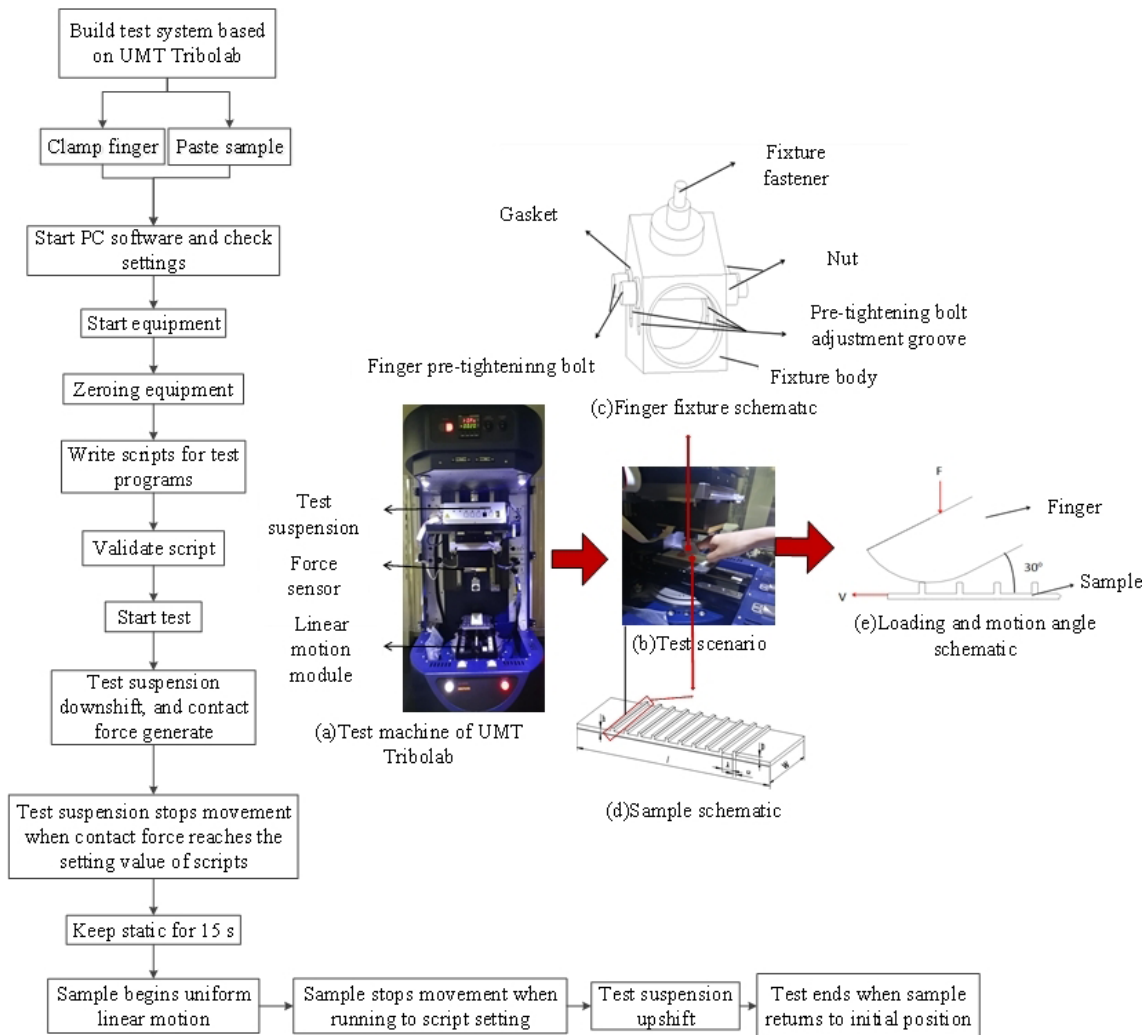 Build test system based
on UMT Tribolab
Clamp finger
Paste sample
Start PC software and check
settings
Start equipment
Zeroing equipment
Write scripts for test
programs
Validate script
Start test
Test suspension
downshift, and contact
force generate
Test suspension stops movement
when contact force reaches the
setting value of scripts
Keep static for 15 s
Sample begins uniform
linear motion
Sample stops movement when
running to script setting
Test suspension
upshift
Test ends when sample
returns to initial position
Fixture
fastener
Gasket
Nut
Pre-tightening bolt
adjustment groove
Finger pre-tighteninng bolt
Fixture body
(c)Finger fixture schematic
Test
suspension
Force
sensor
Linear
motion
module
(a)Test machine of UMT
Tribolab
(b)Test scenario
F
Finger
30°
Sample
V
(e)Loading and motion angle
schematic
l
(d)Sample schematic